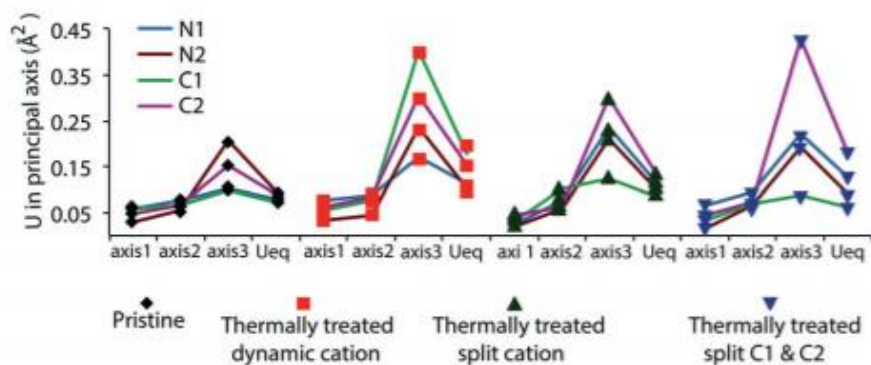 U in principal axis (Å²)
0.45
0.35
0.25
0.15
0.05
N1
N2
C1
C2
axis1 axis2 axis3 Ueq axis1 axis2 axis3 Ueq axi 1 axis2 axis3 Ueq axis1 axis2 axis3 Ueq
Pristine
Thermally treated
dynamic cation
Thermally treated
split cation
Thermally treated
split C1 & C2